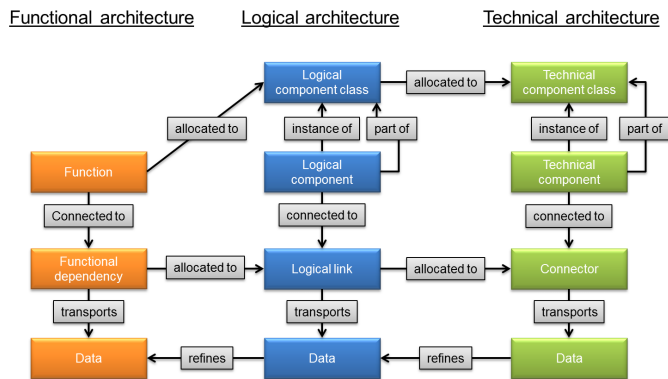 Functional architecture
Logical architecture
Technical architecture
Logical
component class
allocated to
Technical
component class
allocated to
instance of
part of
instance of
part of
Function
Logical
component
Technical
component
Connected to
connected to
connected to
Functional
dependency
allocated to
Logical link
allocated to
Connector
transports
transports
transports
Data
refines
Data
refines
Data